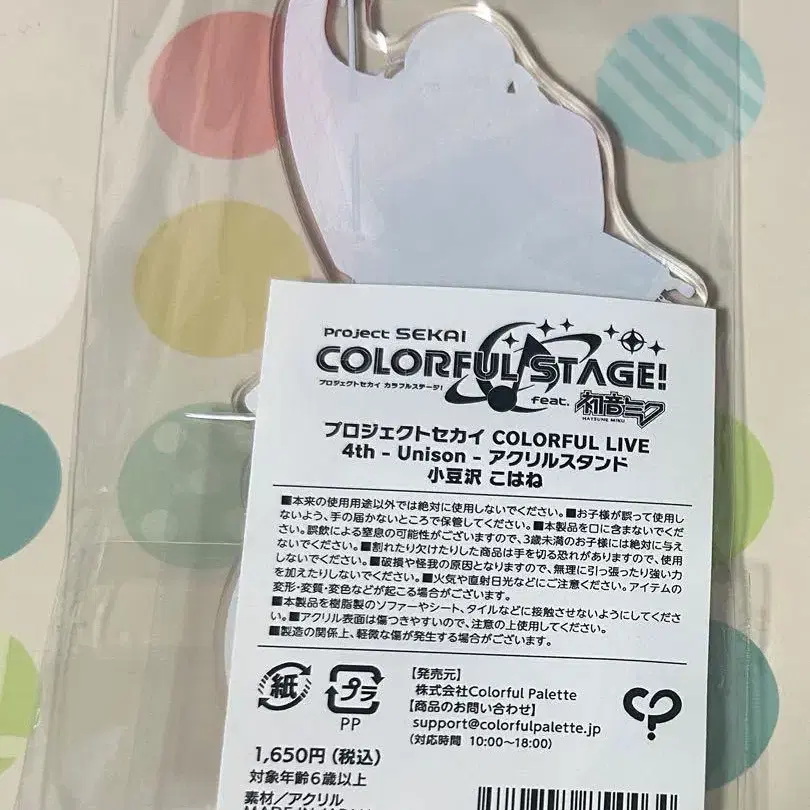 Project SEKAI
COLORFUL STAGE!
プロジェクトセカイ カラフルステージ!
feat. 初音ミク
HATSUNE MIKU
プロジェクトセカイ COLORFUL LIVE
4th - Unison - アクリルスタンド
小豆沢 こはね
■本来の使用用途以外では絶対に使用しないでください。■お子様が誤って使用し
ないよう、手の届かないところで保管してください。■本製品を口に含まないでくだ
さい。誤飲による窒息の可能性がございますので、3歳未満のお子様には絶対に与え
ないでください。■割れたり欠けたりした商品は手を切る恐れがありますので、使用
しないでください。■破損や怪我の原因となりますので、無理に引っ張ったり強い力
を加えたりしないでください。■火気や直射日光などにご注意ください。アイテムの
変形・変質・変色などが起こる場合がございます。
■本製品を樹脂製のソファーやシート、タイルなどに接触させないようにしてくださ
い。■アクリル表面は傷つきやすいので、注意の上使用してください。
■製造の関係上、軽微な傷が発生する場合がございます。
紙
プラ
PP
【発売元】
株式会社Colorful Palette
【商品のお問い合わせ】
support@colorfulpalette.jp
(対応時間 10:00〜18:00)
1,650円(税込)
対象年齢6歳以上
素材/アクリル